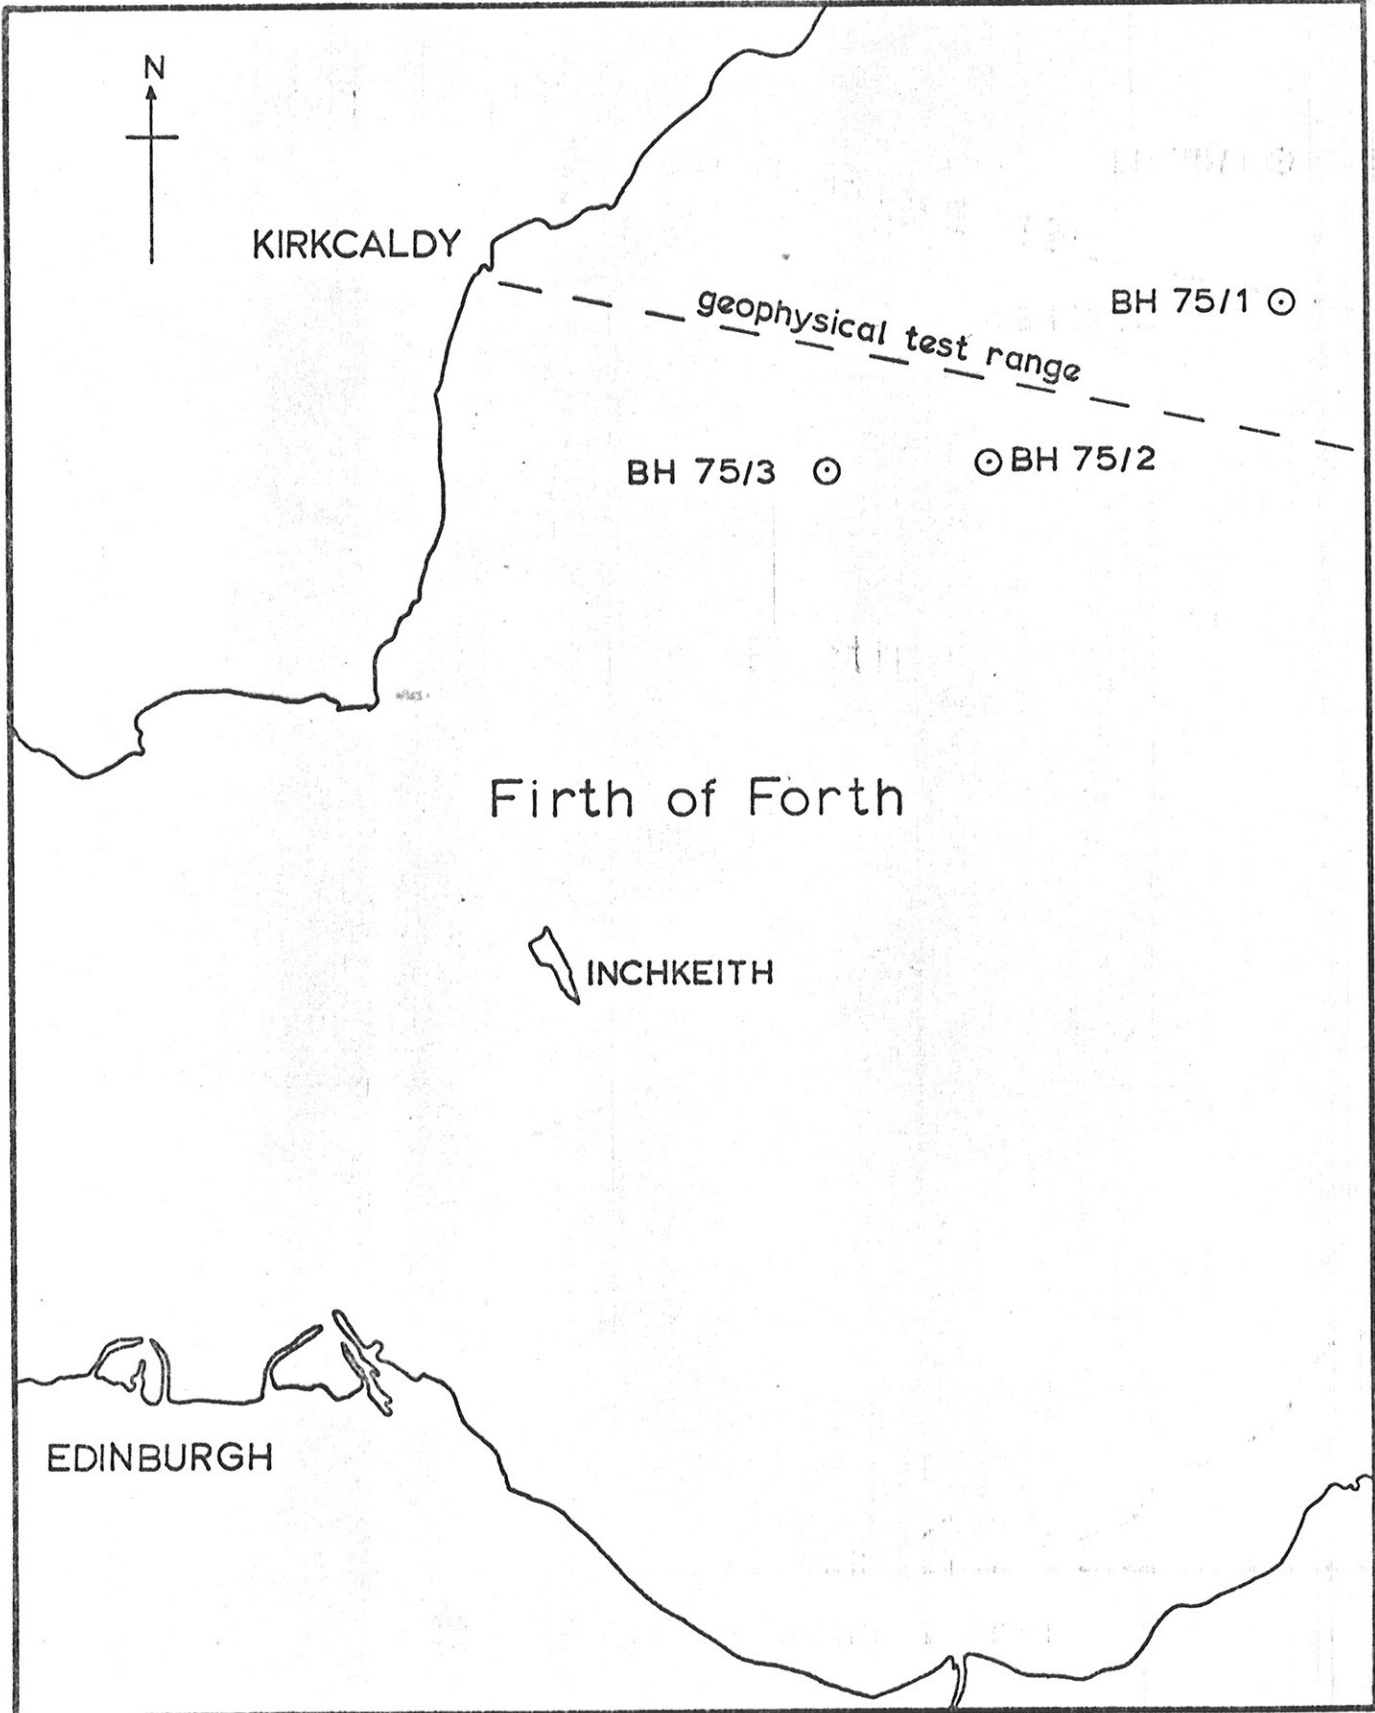 N
KIRKCALDY
BH 75/1
geophysical test range
BH 75/3
BH 75/2
Firth of Forth
INCHKEITH
EDINBURGH